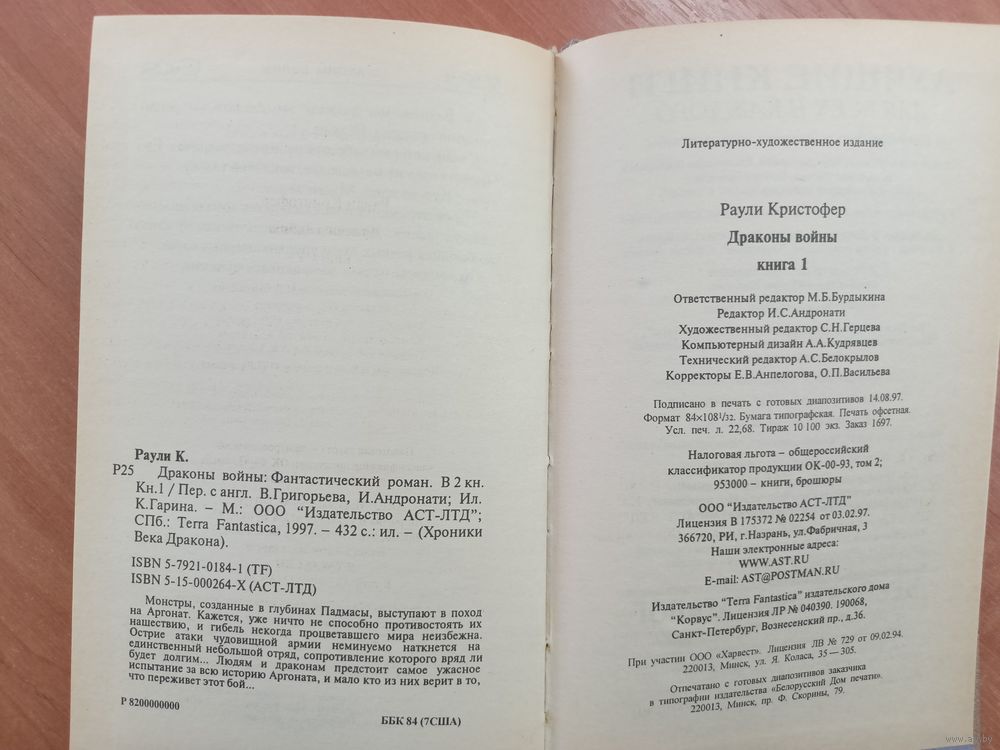 Раули К.
Р25 Драконы войны: Фантастический роман. В 2 кн.
Кн.1 / Пер. с англ. В.Григорьева, И.Андронати; Ил.
К.Гарина. – М.: ООО "Издательство АСТ-ЛТД";
СПб.: Terra Fantastica, 1997. – 432 с.: ил. – (Хроники
Века Дракона).
ISBN 5-7921-0184-1 (TF)
ISBN 5-15-000264-X (АСТ-ЛТД)
Монстры, созданные в глубинах Падмасы, выступают в поход
на Аргонат. Кажется, уже ничто не способно противостоять их
нашествию, и гибель некогда процветавшего мира неизбежна.
Острие атаки чудовищной армии неминуемо наткнется на
единственный небольшой отряд, сопротивление которого вряд ли
будет долгим... Людям и драконам предстоит самое ужасное
испытание за всю историю Аргоната, и мало кто из них верит в то,
что переживет этот бой...
Р 8200000000
ББК 84 (7США)
Литературно-художественное издание
Раули Кристофер
Драконы войны
книга 1
Ответственный редактор М.Б.Бурдыкина
Редактор И.С.Андронати
Художественный редактор С.Н.Герцева
Компьютерный дизайн А.А.Кудрявцев
Технический редактор А.С.Белокрылов
Корректоры Е.В.Анпелогова, О.П.Васильева
Подписано в печать с готовых диапозитивов 14.08.97.
Формат 84×108¹/₃₂. Бумага типографская. Печать офсетная.
Усл. печ. л. 22,68. Тираж 10 100 экз. Заказ 1697.
Налоговая льгота – общероссийский
классификатор продукции ОК-00-93, том 2;
953000 – книги, брошюры
ООО "Издательство АСТ-ЛТД"
Лицензия В 175372 № 02254 от 03.02.97.
366720, РИ, г.Назрань, ул.Фабричная, 3
Наши электронные адреса:
WWW.AST.RU
E-mail: AST@POSTMAN.RU
Издательство "Terra Fantastica" издательского дома
"Корвус". Лицензия ЛР № 040390. 190068,
Санкт-Петербург, Вознесенский пр., д.36.
При участии ООО «Харвест». Лицензия ЛВ № 729 от 09.02.94.
220013, Минск, ул. Я. Коласа, 35—305.
Отпечатано с готовых диапозитивов заказчика
в типографии издательства «Белорусский Дом печати».
220013, Минск, пр. Ф. Скорины, 79.
www.ay.by